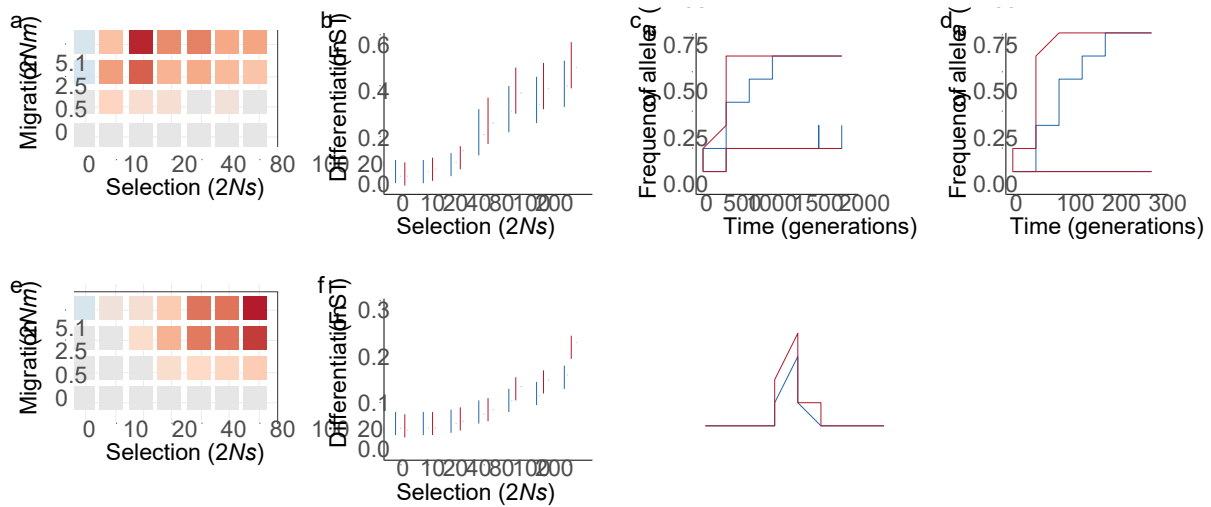 a
Migration (2Nm)
5.1
2.5
0.5
0
0 10 20 40 80 100 20
Selection (2Ns)
b
Differentiation (FST)
0.6
0.4
0.2
0.0
0 10 20 40 80 100 200
Selection (2Ns)
c
Frequency of allele a
0.75
0.50
0.25
0.00
0 500 1000 1500 2000
Time (generations)
d
Frequency of allele a
0.75
0.50
0.25
0.00
0 100 200 300
Time (generations)
e
Migration (2Nm)
5.1
2.5
0.5
0
0 10 20 40 80 100 20
Selection (2Ns)
f
Differentiation (FST)
0.3
0.2
0.1
0.0
0 10 20 40 80 100 200
Selection (2Ns)